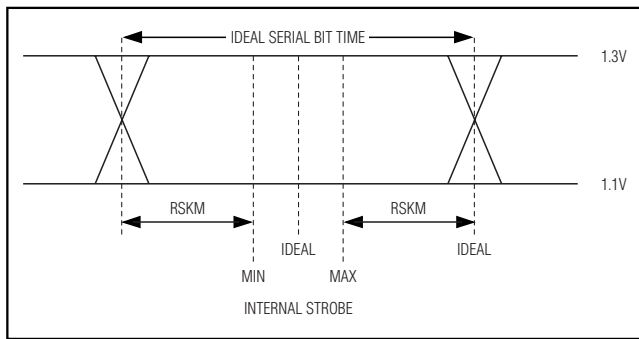 IDEAL SERIAL BIT TIME
1.3V
1.1V
RSKM
RSKM
IDEAL
IDEAL
MIN
MAX
INTERNAL STROBE